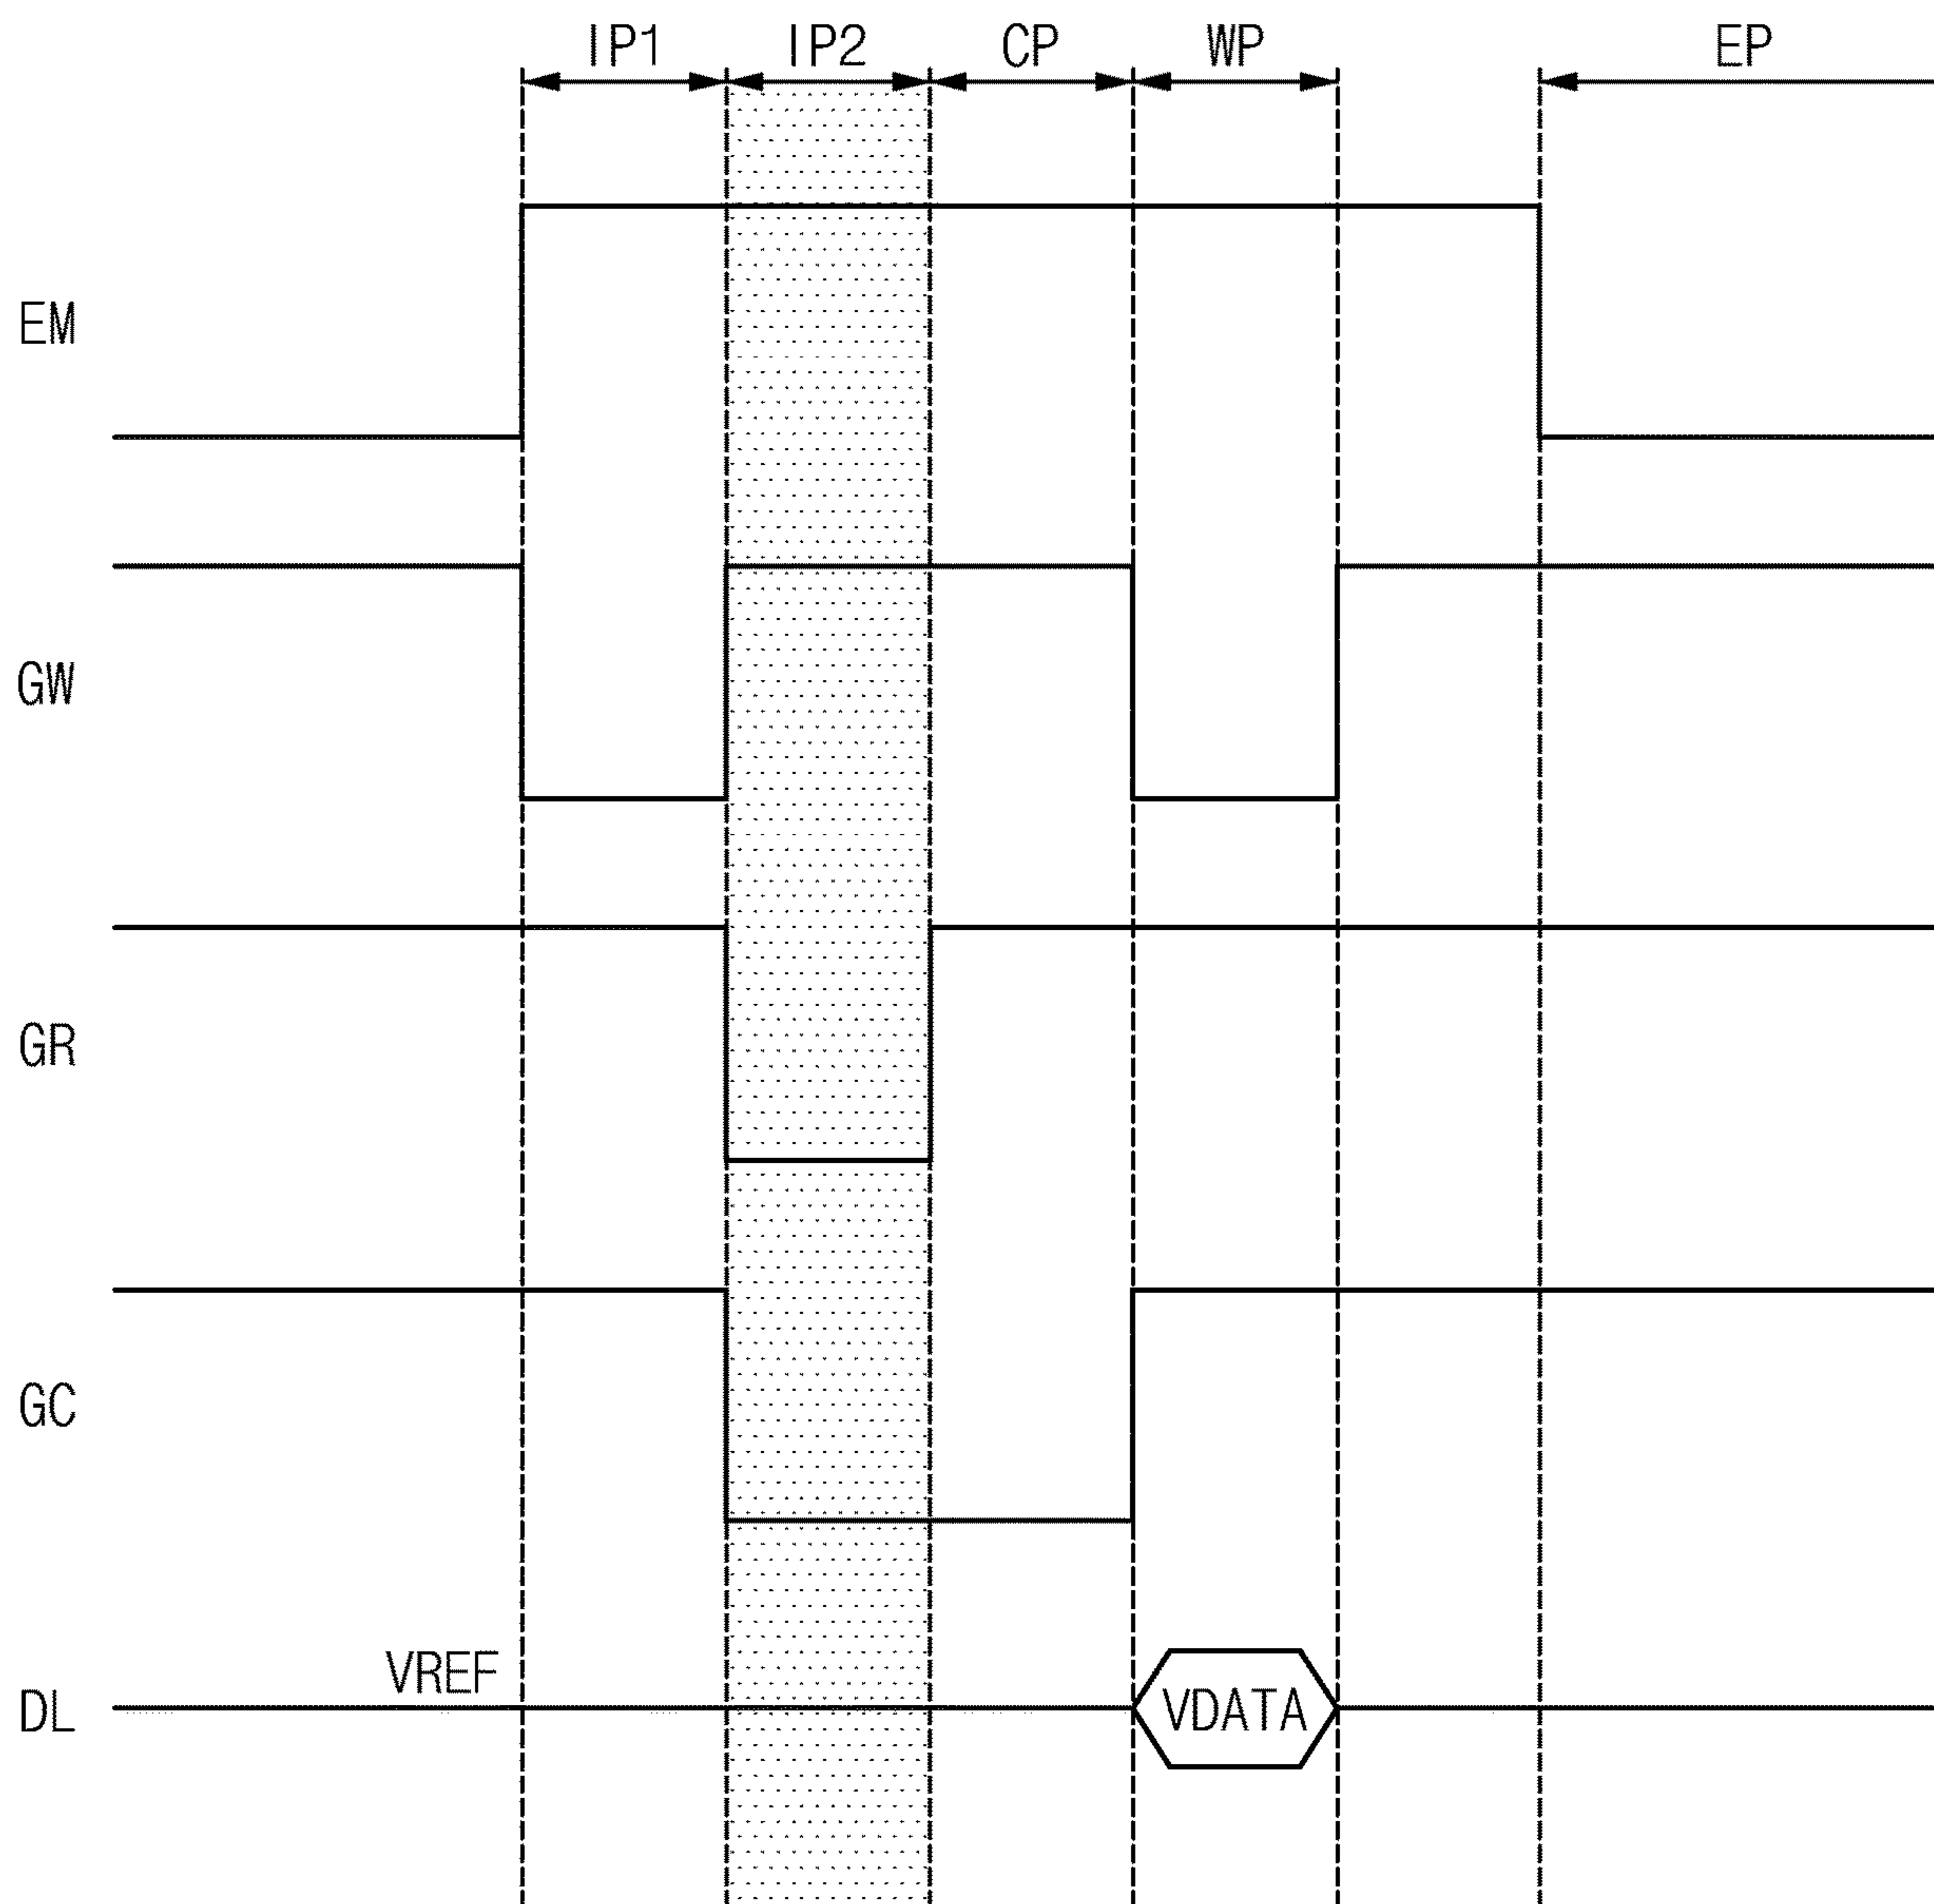 IP1 IP2 CP WP EP
EM
GW
GR
GC
VREF
DL VDATA